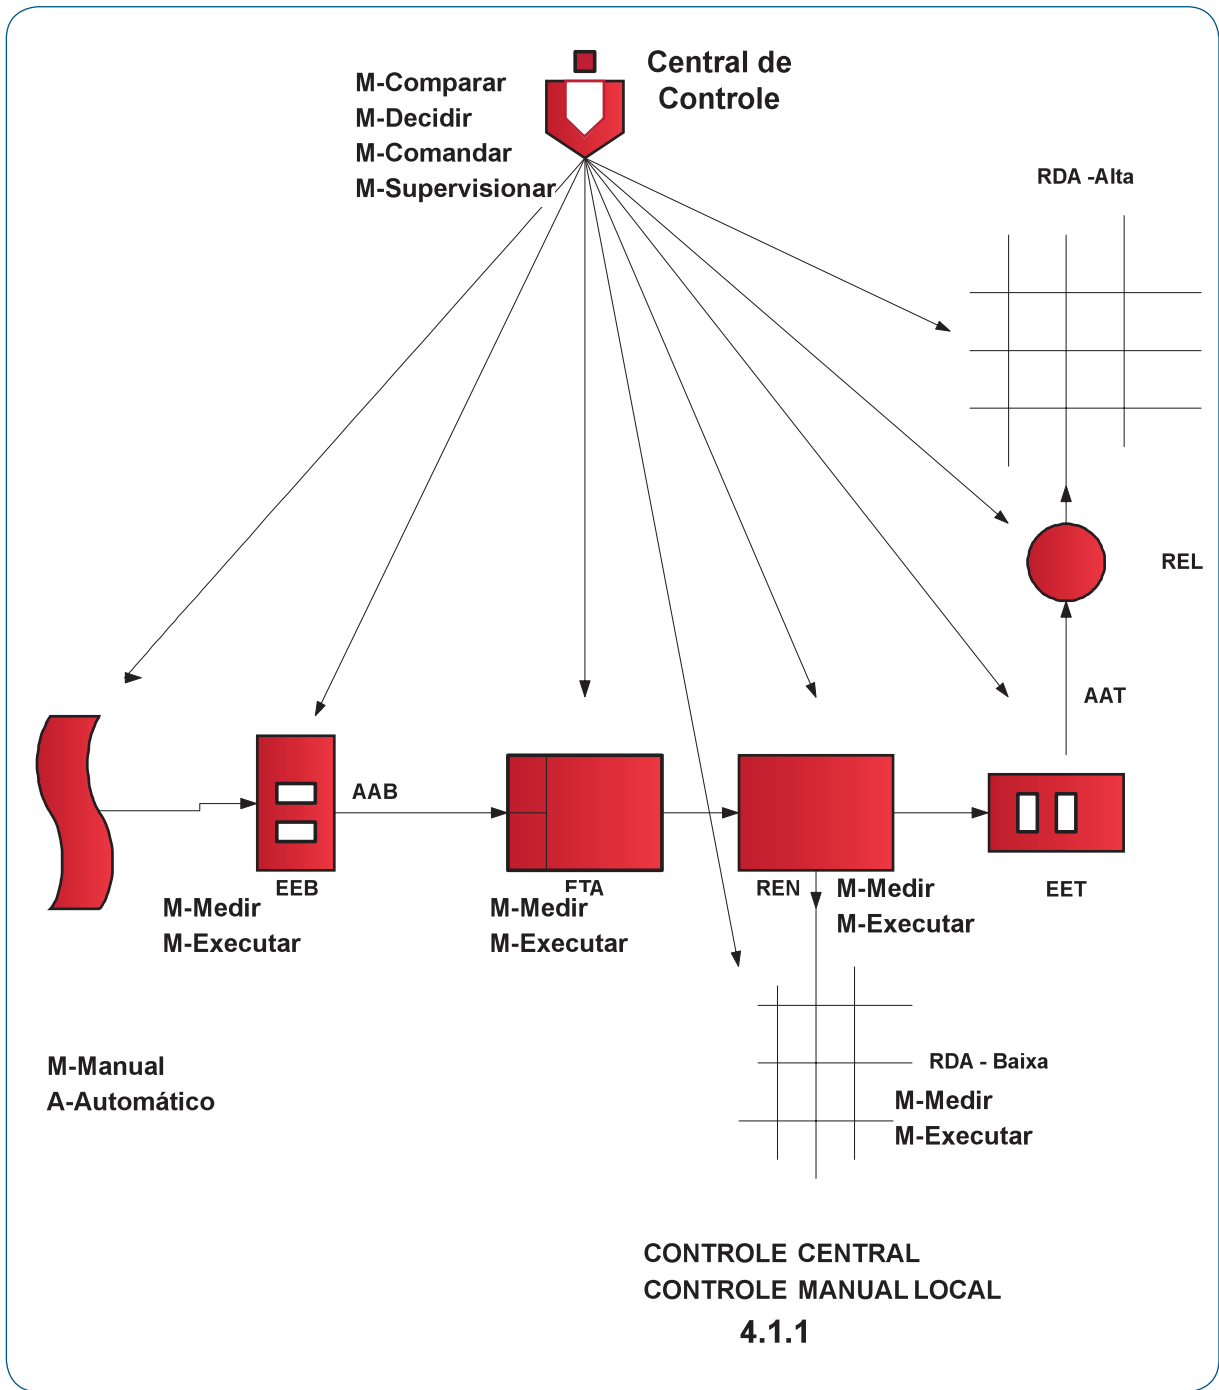 Central de
Controle
M-Comparar
M-Decidir
M-Comandar
M-Supervisionar
RDA -Alta
REL
AAT
AAB
EEB
M-Medir
M-Executar
ETA
M-Medir
M-Executar
REN
M-Medir
M-Executar
EET
M-Manual
A-Automático
RDA - Baixa
M-Medir
M-Executar
CONTROLE CENTRAL
CONTROLE MANUAL LOCAL
4.1.1